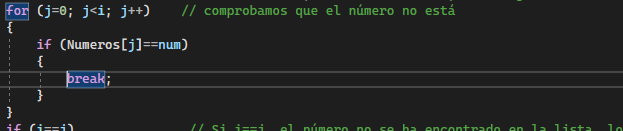 for (j=0; j<i; j++)    // comprobamos que el número no está
{
if (Numeros[j]==num)
{
break;
}
}
if (j==i)    // Si j==i, el número no se ha encontrado en la lista, lo